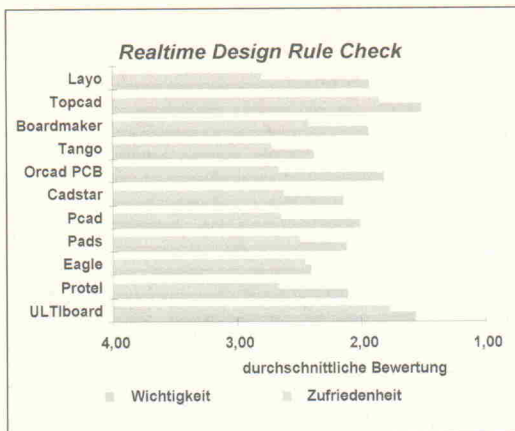 Realtime Design Rule Check
Layo
Topcad
Boardmaker
Tango
Orcad PCB
Cadstar
Pcad
Pads
Eagle
Protel
ULTIboard
4,00 3,00 2,00 1,00
durchschnittliche Bewertung
Wichtigkeit Zufriedenheit